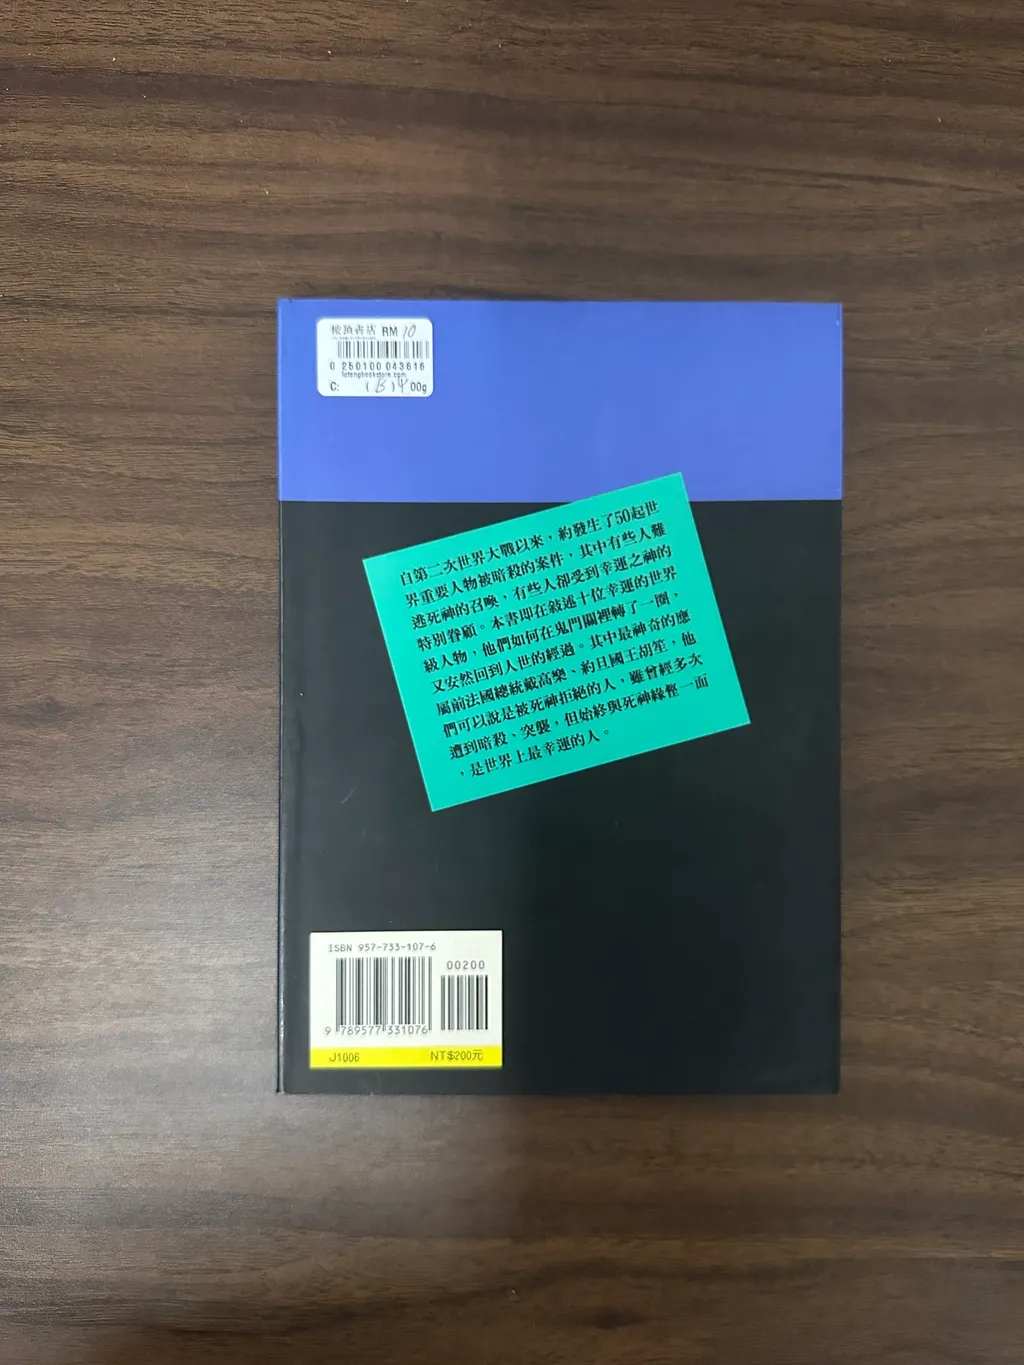 樂頂書店 RM 10
0 250100 043616
lotengbookstore.com
C: 00g
自第二次世界大戰以來，約發生了50起世
界重要人物被暗殺的案件，其中有些人難
逃死神的召喚，有些人卻受到幸運之神的
特別眷顧。本書即在敍述十位幸運的世界
級人物，他們如何在鬼門關裡轉了一圈，
又安然回到人世的經過。其中最神奇的應
屬前法國總統戴高樂、約旦國王胡笙，他
們可以說是被死神拒絕的人，雖曾經多次
遭到暗殺、突襲，但始終與死神緣慳一面
，是世界上最幸運的人。
ISBN 957-733-107-6
00200
9 789577 331076
J1006 NT$200元